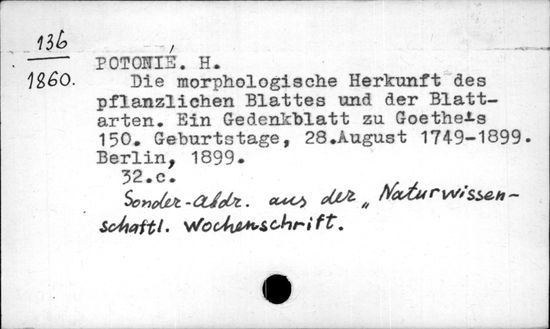 136
1860.
POTONIÉ. H.
Die morphologische Herkunft des
pflanzlichen Blattes und der Blatt-
arten. Ein Gedenkblatt zu Goethe's
150. Geburtstage, 28.August 1749-1899.
Berlin, 1899.
32.c.
Sonder-Abdr. aus der „Naturwissen-
schaftl. Wochenschrift.